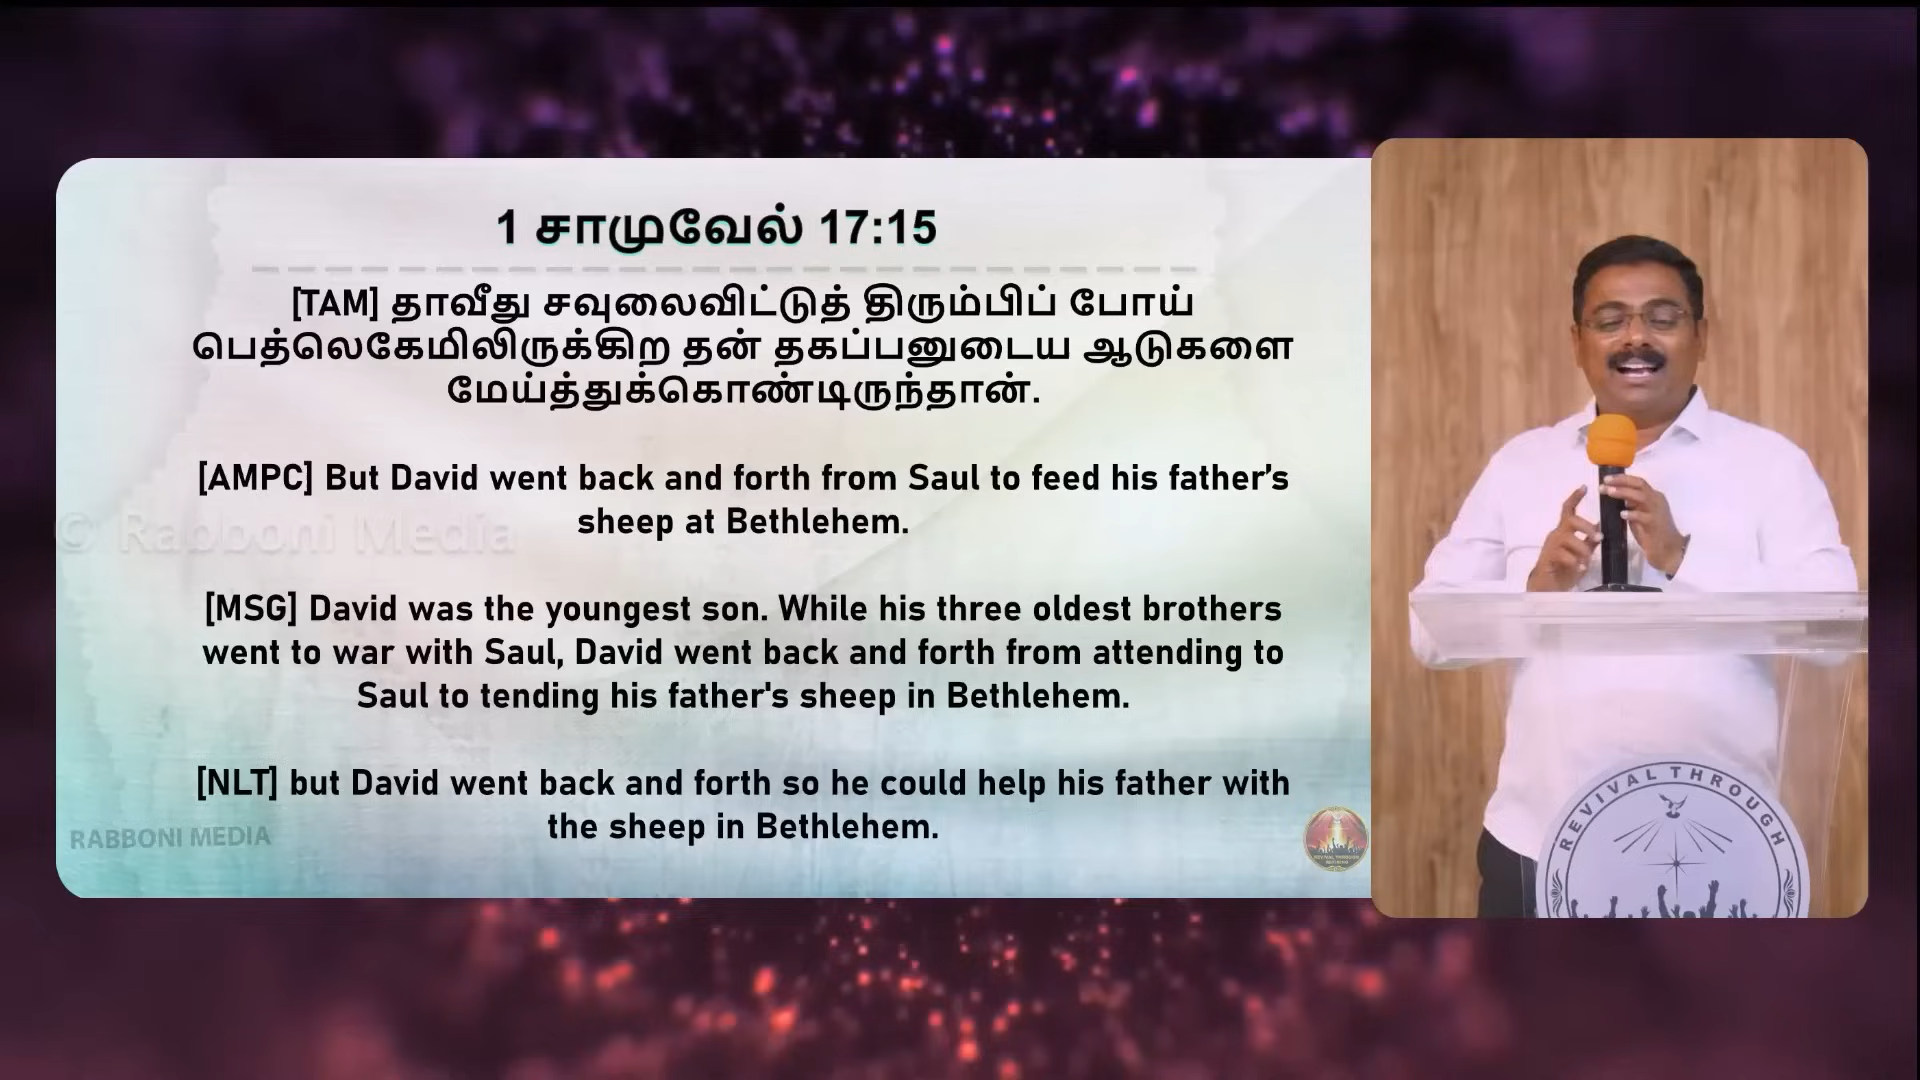 1 சாமுவேல் 17:15
[TAM] தாவீது சவுலைவிட்டுத் திரும்பிப் போய்
பெத்லெகேமிலிருக்கிற தன் தகப்பனுடைய ஆடுகளை
மேய்த்துக்கொண்டிருந்தான்.
[AMPC] But David went back and forth from Saul to feed his father's
sheep at Bethlehem.
© Rabboni Media
[MSG] David was the youngest son. While his three oldest brothers
went to war with Saul, David went back and forth from attending to
Saul to tending his father's sheep in Bethlehem.
[NLT] but David went back and forth so he could help his father with
the sheep in Bethlehem.
RABBONI MEDIA
REVIVAL THROUGH